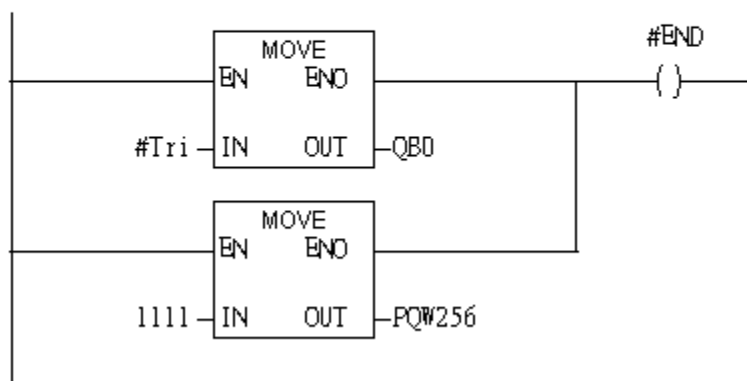 #END
MOVE
EN ENO
#Tri IN OUT QB0
MOVE
EN ENO
1111 IN OUT PQW256